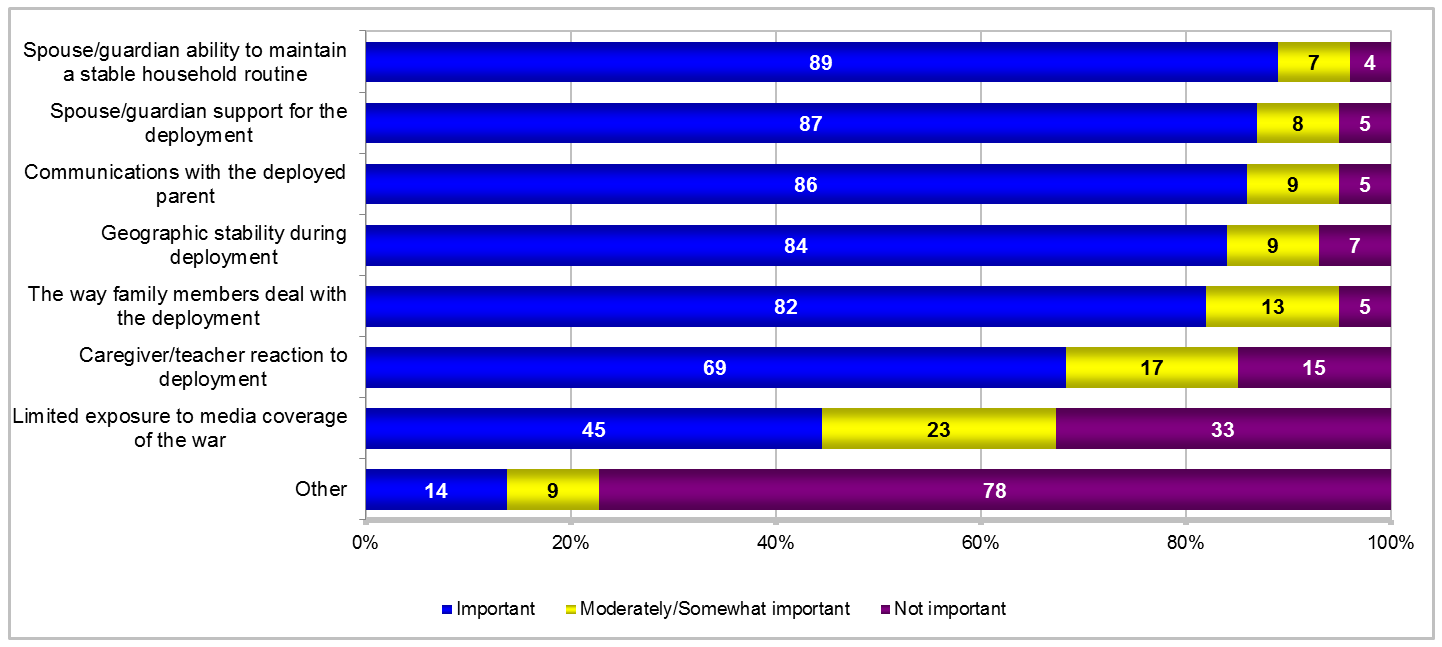 Spouse/guardian ability to maintain
a stable household routine
89 7 4
Spouse/guardian support for the
deployment
87 8 5
Communications with the deployed
parent
86 9 5
Geographic stability during
deployment
84 9 7
The way family members deal with
the deployment
82 13 5
Caregiver/teacher reaction to
deployment
69 17 15
Limited exposure to media coverage
of the war
45 23 33
Other
14 9 78
0% 20% 40% 60% 80% 100%
Important Moderately/Somewhat important Not important